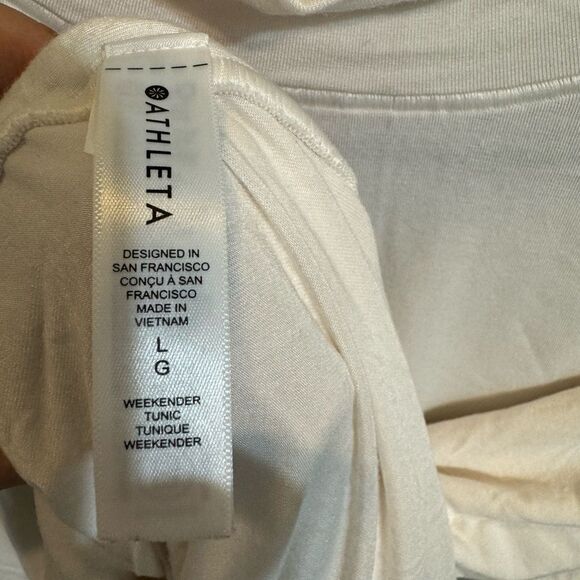 ATHLETA
DESIGNED IN
SAN FRANCISCO
CONÇU À SAN
FRANCISCO
MADE IN
VIETNAM
L
G
WEEKENDER
TUNIC
TUNIQUE
WEEKENDER